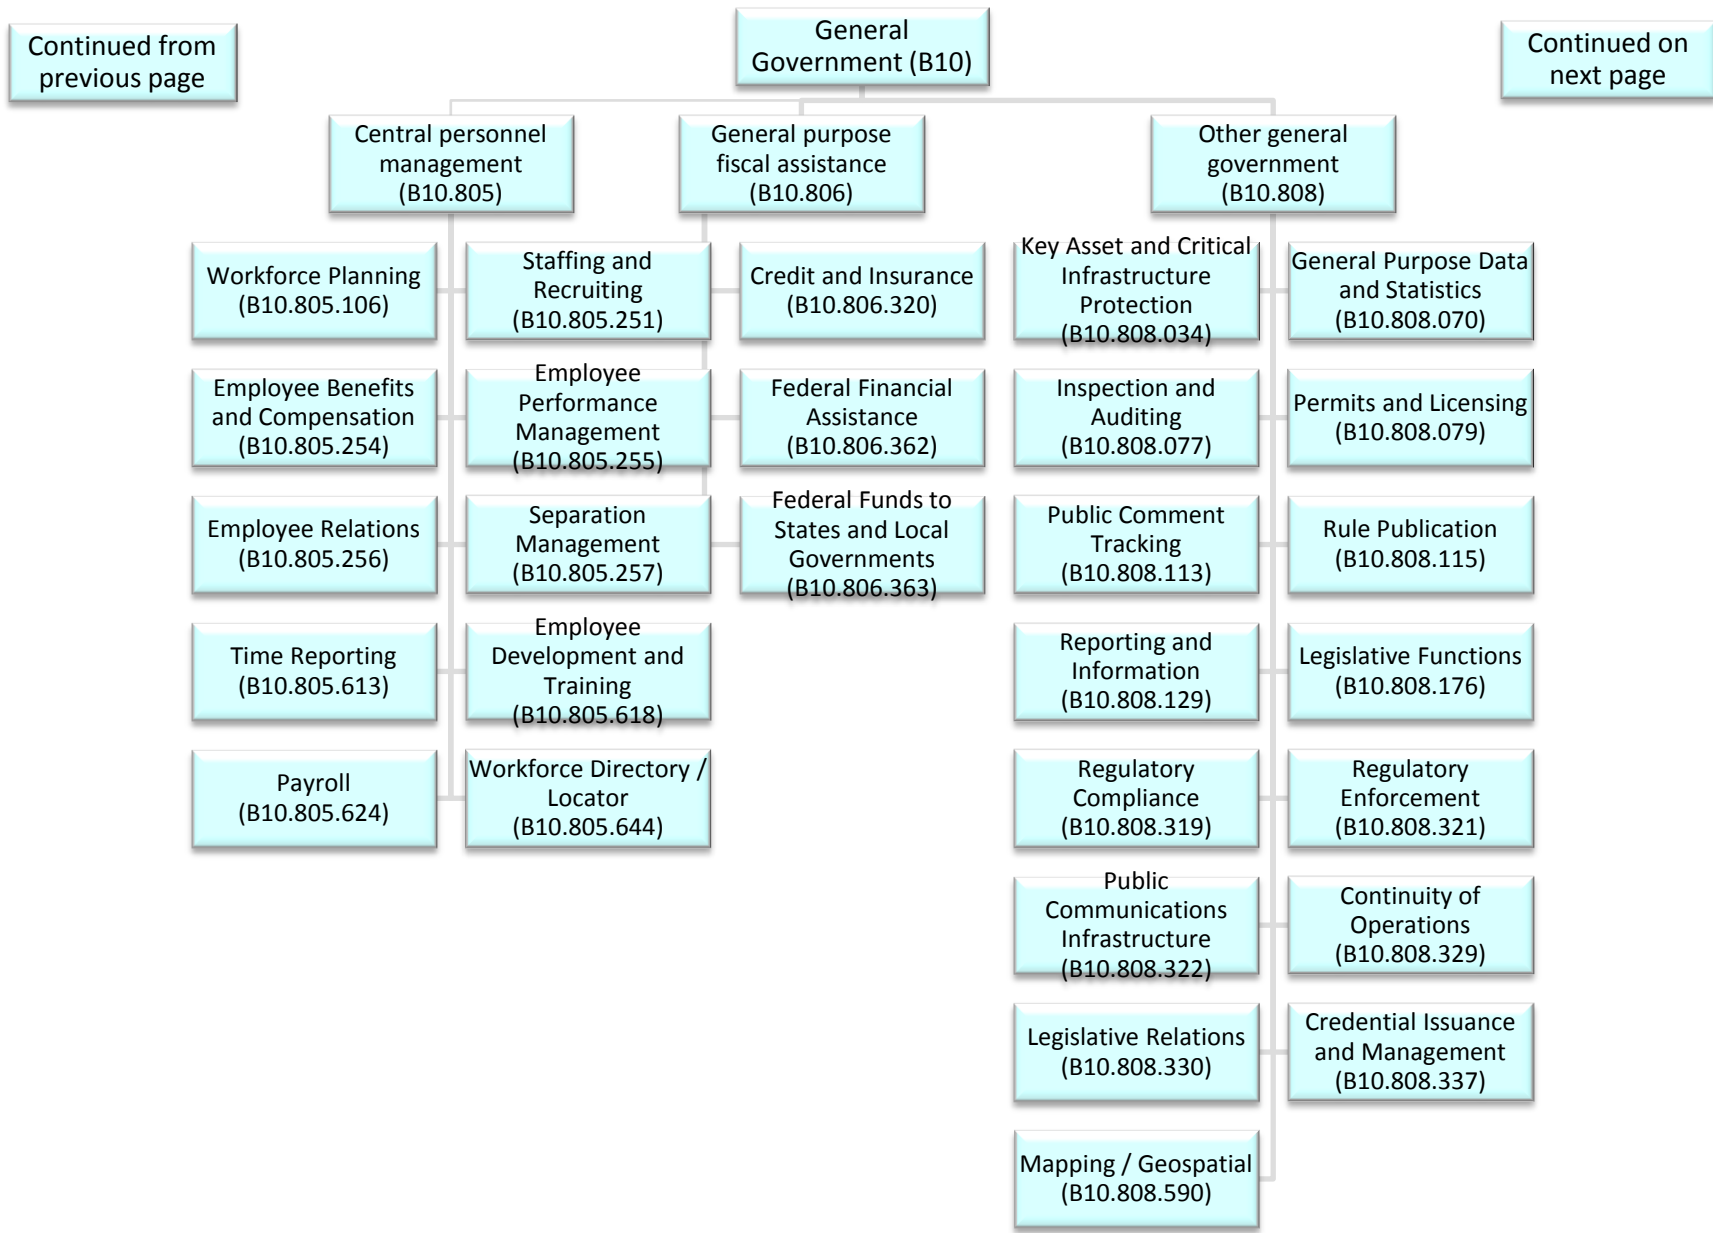 Continued from
previous page
General
Government (B10)
Continued on
next page
Central personnel
management
(B10.805)
General purpose
fiscal assistance
(B10.806)
Other general
government
(B10.808)
Workforce Planning
(B10.805.106)
Staffing and
Recruiting
(B10.805.251)
Credit and Insurance
(B10.806.320)
Key Asset and Critical
Infrastructure
Protection
(B10.808.034)
General Purpose Data
and Statistics
(B10.808.070)
Employee Benefits
and Compensation
(B10.805.254)
Employee
Performance
Management
(B10.805.255)
Federal Financial
Assistance
(B10.806.362)
Inspection and
Auditing
(B10.808.077)
Permits and Licensing
(B10.808.079)
Employee Relations
(B10.805.256)
Separation
Management
(B10.805.257)
Federal Funds to
States and Local
Governments
(B10.806.363)
Public Comment
Tracking
(B10.808.113)
Rule Publication
(B10.808.115)
Time Reporting
(B10.805.613)
Employee
Development and
Training
(B10.805.618)
Reporting and
Information
(B10.808.129)
Legislative Functions
(B10.808.176)
Payroll
(B10.805.624)
Workforce Directory /
Locator
(B10.805.644)
Regulatory
Compliance
(B10.808.319)
Regulatory
Enforcement
(B10.808.321)
Public
Communications
Infrastructure
(B10.808.322)
Continuity of
Operations
(B10.808.329)
Legislative Relations
(B10.808.330)
Credential Issuance
and Management
(B10.808.337)
Mapping / Geospatial
(B10.808.590)